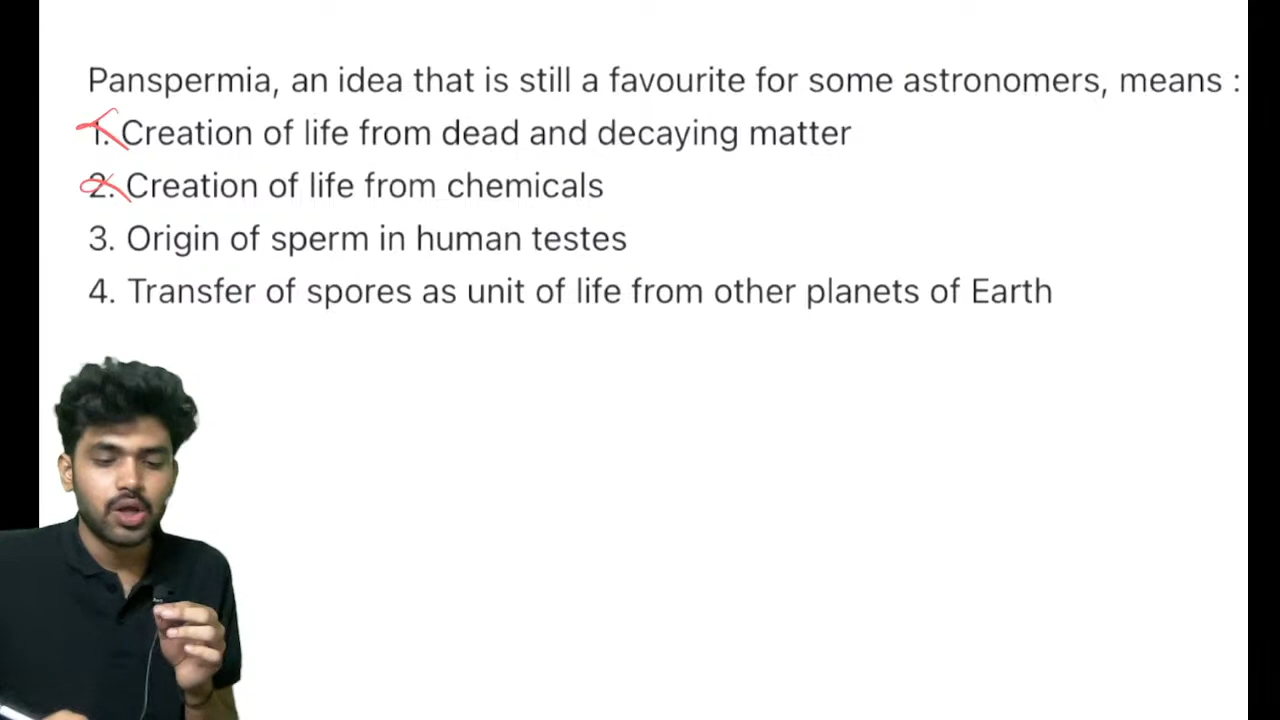 Panspermia, an idea that is still a favourite for some astronomers, means :
1. Creation of life from dead and decaying matter
2. Creation of life from chemicals
3. Origin of sperm in human testes
4. Transfer of spores as unit of life from other planets of Earth